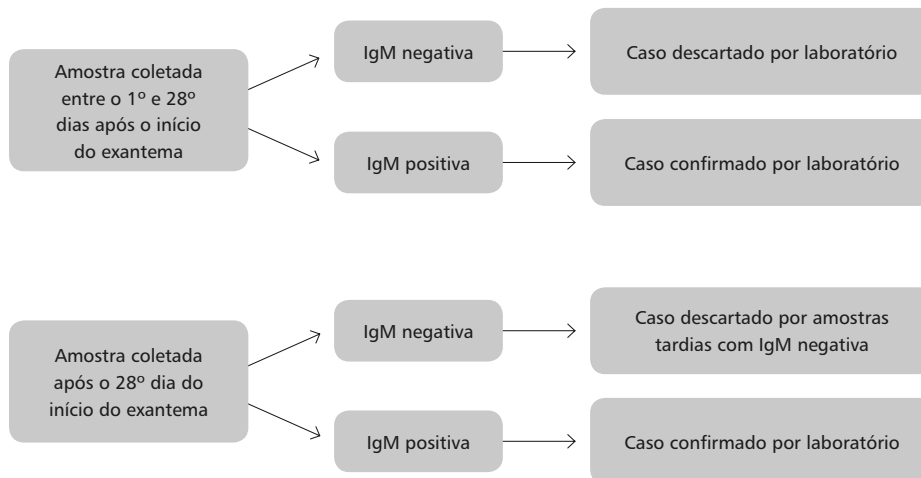 Amostra coletada
entre o 1º e 28º
dias após o início
do exantema
IgM negativa
Caso descartado por laboratório
IgM positiva
Caso confirmado por laboratório
Amostra coletada
após o 28º dia do
início do exantema
IgM negativa
Caso descartado por amostras
tardias com IgM negativa
IgM positiva
Caso confirmado por laboratório